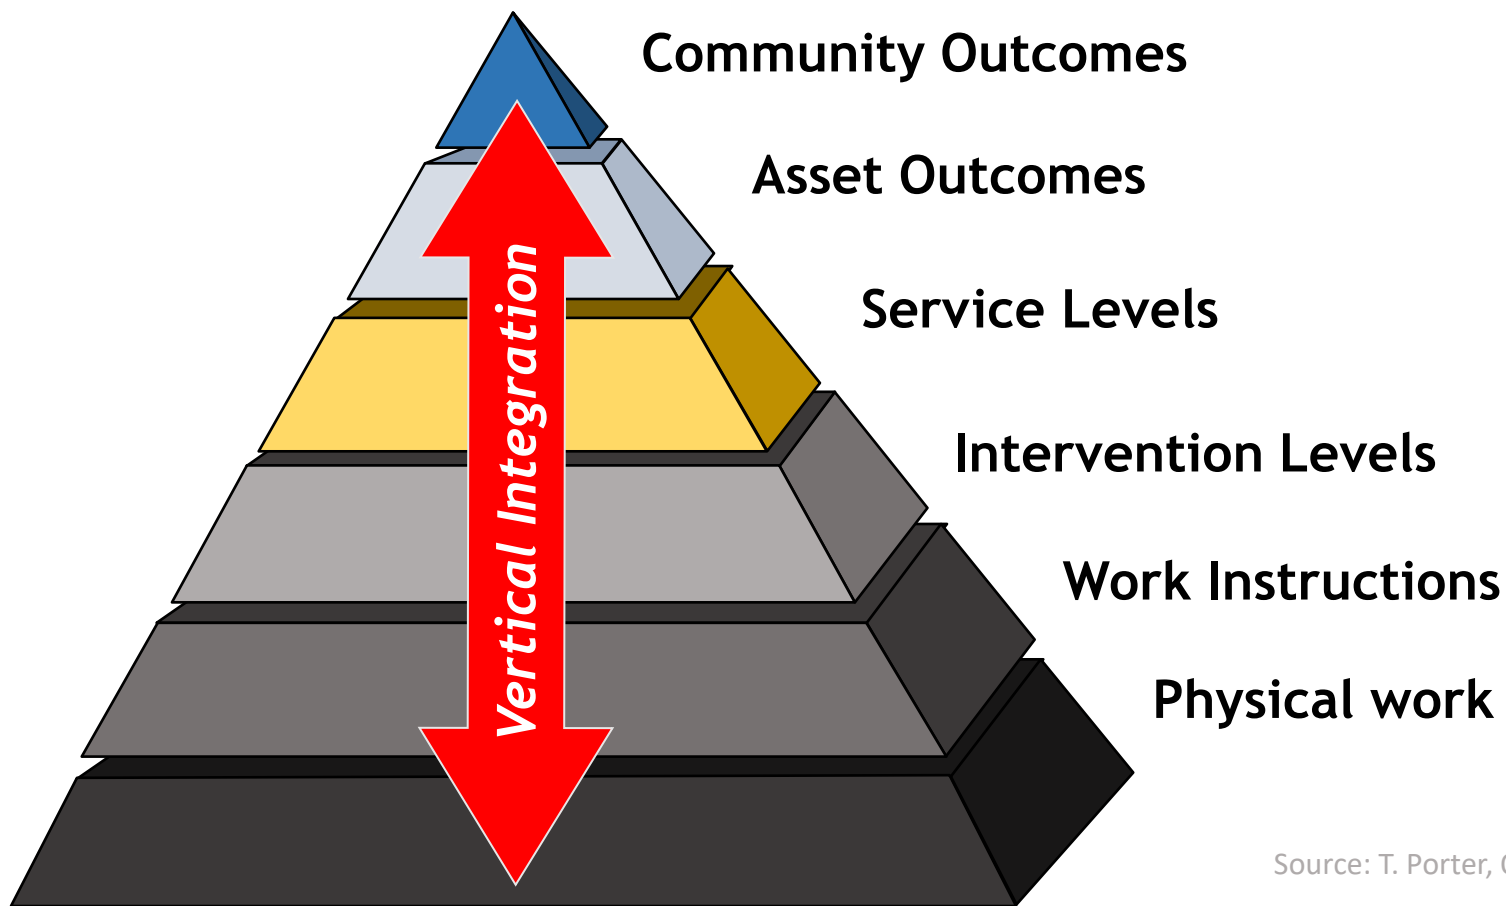 Community Outcomes
Asset Outcomes
Service Levels
Vertical Integration
Intervention Levels
Work Instructions
Physical work
Source: T. Porter,